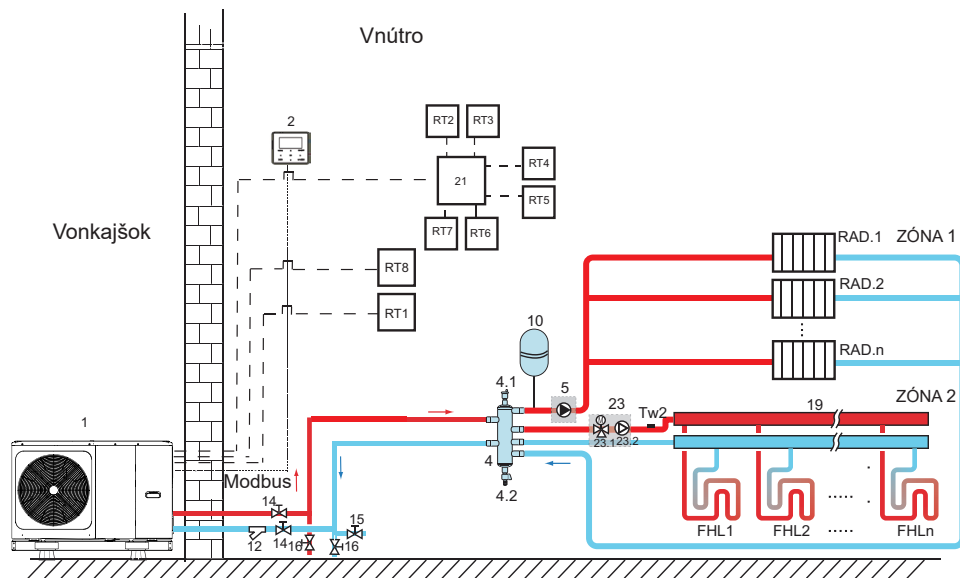 Vnútro
2
RT2
RT3
21
RT4
RT5
RT7
RT6
Vonkajšok
RT8
RT1
RAD.1
ZÓNA 1
RAD.2
RAD.n
10
4.1
5
23
Tw2
19
ZÓNA 2
M
23.1
23.2
1
4
4.2
Modbus
14
15
12
14
16
16
FHL1
FHL2
FHLn